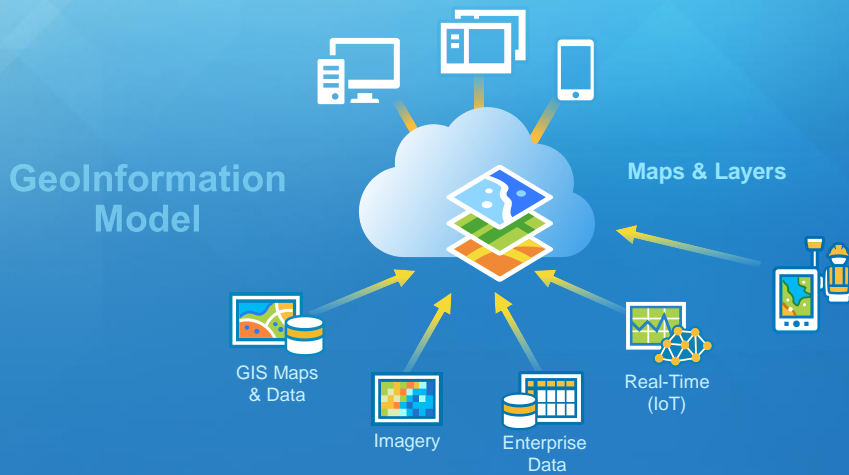 GeoInformation
Model
Maps & Layers
GIS Maps
& Data
Imagery
Enterprise
Data
Real-Time
(IoT)